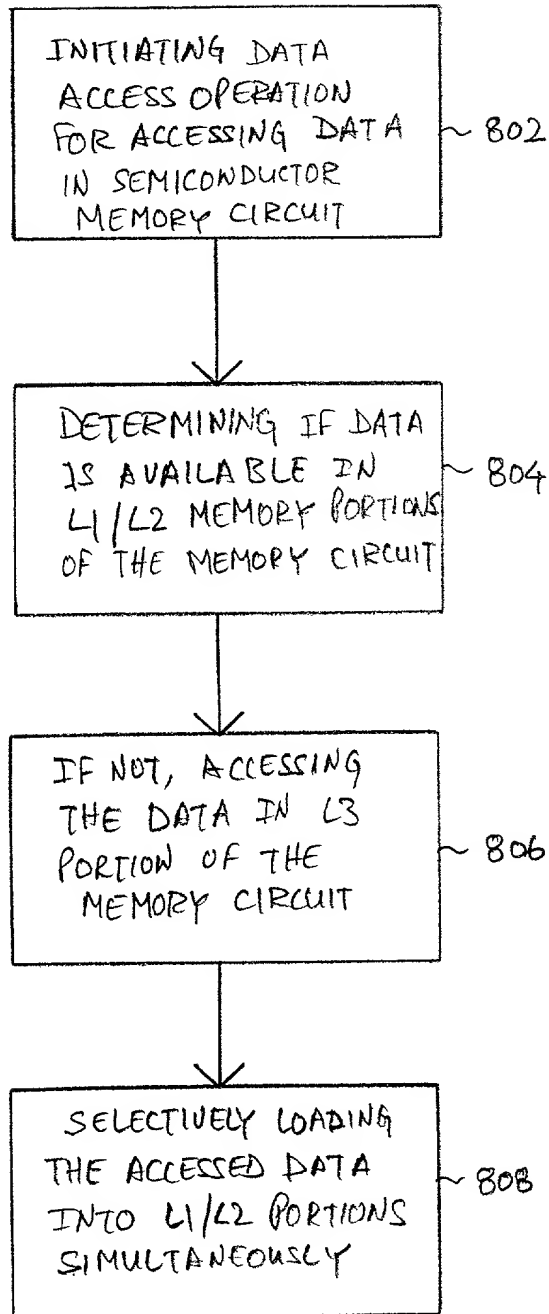 INITIATING DATA
ACCESS OPERATION
FOR ACCESSING DATA
IN SEMICONDUCTOR
MEMORY CIRCUIT
~ 802
DETERMINING IF DATA
IS AVAILABLE IN
L1/L2 MEMORY PORTIONS
OF THE MEMORY CIRCUIT
~ 804
IF NOT, ACCESSING
THE DATA IN L3
PORTION OF THE
MEMORY CIRCUIT
~ 806
SELECTIVELY LOADING
THE ACCESSED DATA
INTO L1/L2 PORTIONS
SIMULTANEOUSLY
~ 808